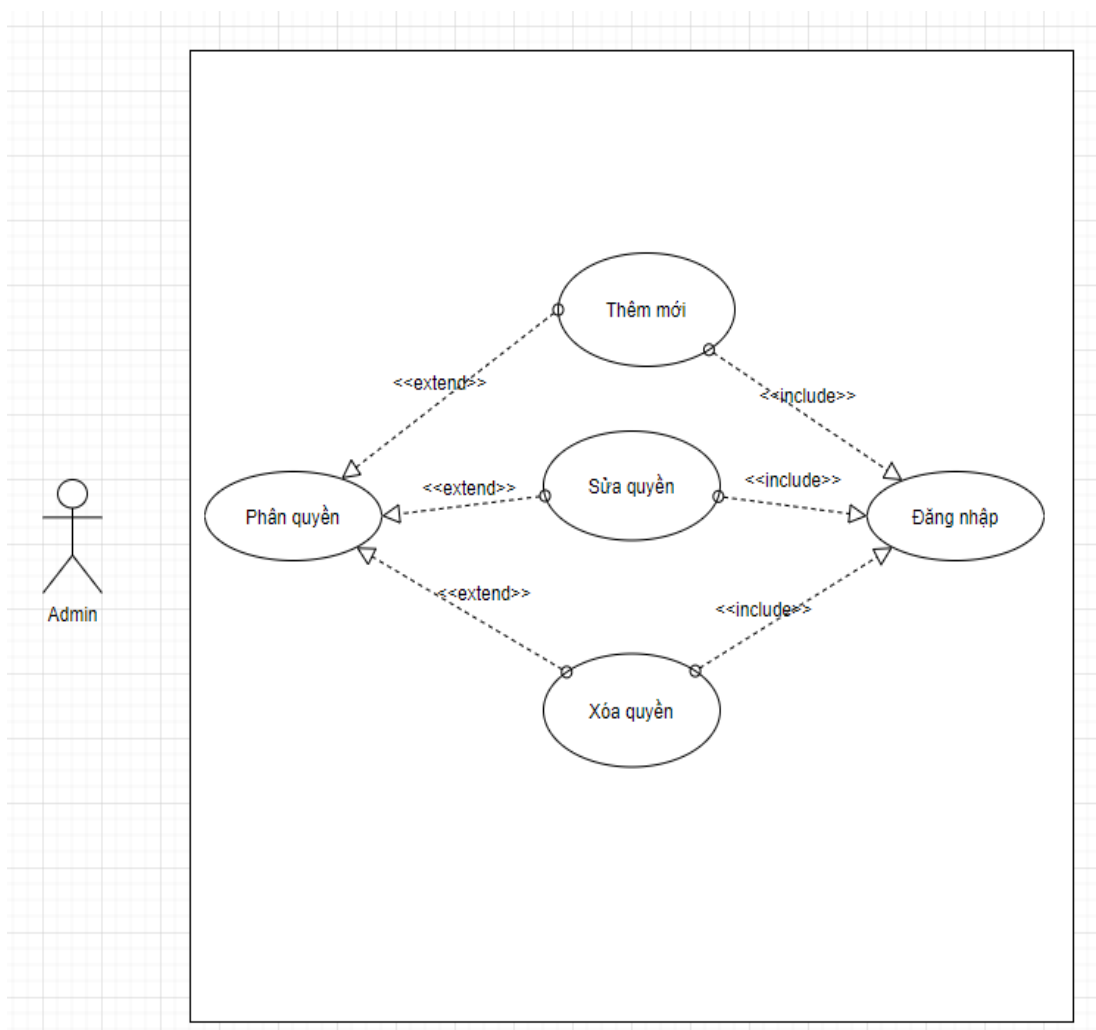 Thêm mới
<<extend>>
<<include>>
Sửa quyền
<<extend>>
<<include>>
Phân quyền
Đăng nhập
<<extend>>
<<include>>
Admin
Xóa quyền